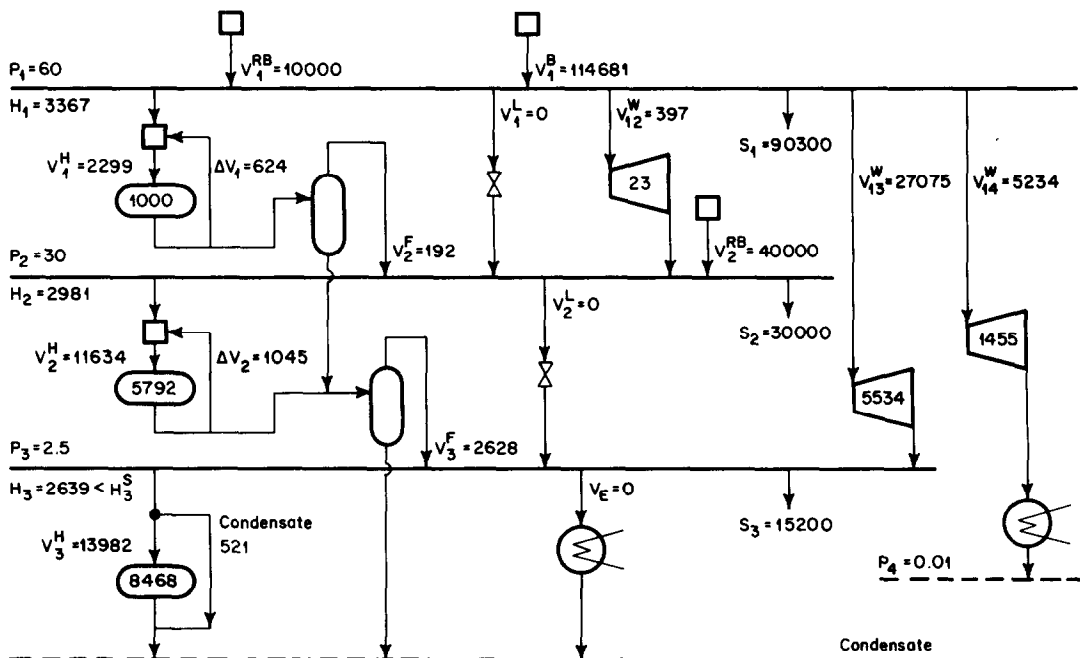 P₁=60
V₁ᴿᴮ=10000
V₁ᴮ=114681
H₁=3367
V₁ᴸ=0
V₁₂ᵂ=397
S₁=90300
V₁₃ᵂ=27075
V₁₄ᵂ=5234
V₁ᴴ=2299
ΔV₁=624
1000
23
P₂=30
V₂ꟳ=192
V₂ᴿᴮ=40000
H₂=2981
V₂ᴸ=0
S₂=30000
V₂ᴴ=11634
ΔV₂=1045
5792
1455
5534
P₃=2.5
V₃ꟳ=2628
H₃=2639<H₃ˢ
V_E=0
S₃=15200
Condensate
521
V₃ᴴ=13982
8468
P₄=0.01
Condensate